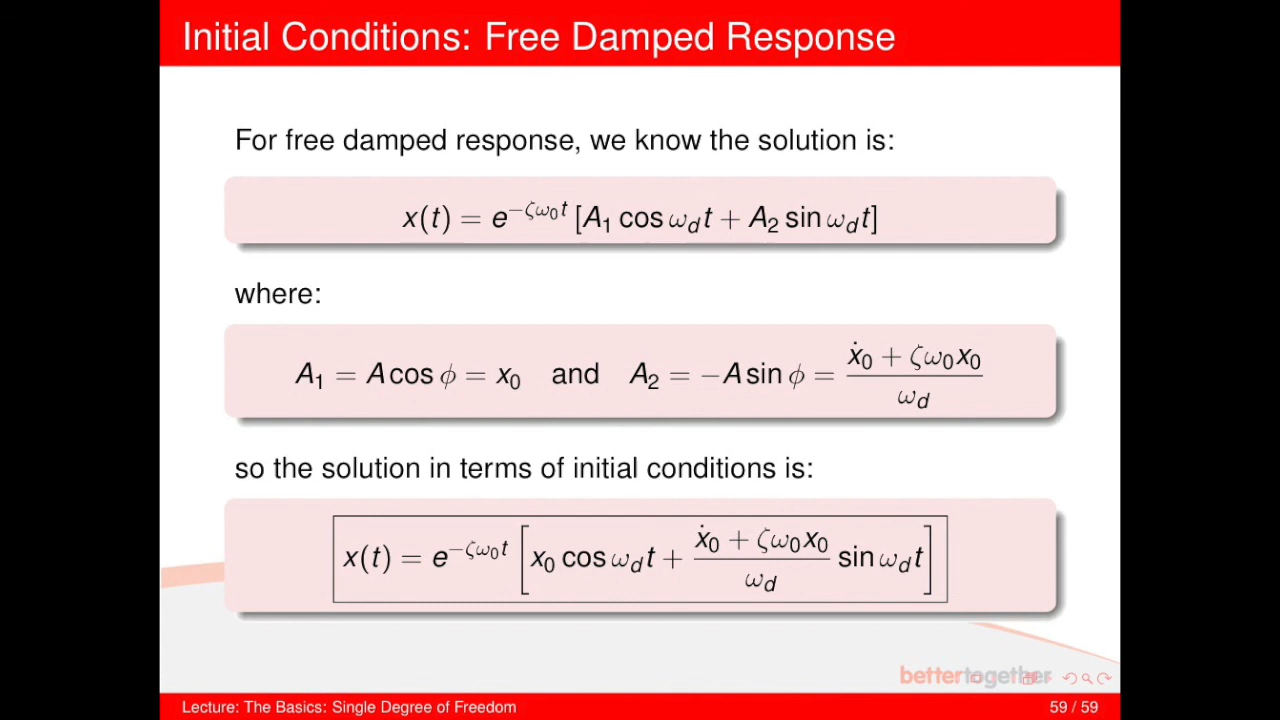 Initial Conditions: Free Damped Response
For free damped response, we know the solution is:
x(t) = e^{−ζω₀t} [A₁ cos ω_d t + A₂ sin ω_d t]
where:
A₁ = A cos ϕ = x₀ and A₂ = −A sin ϕ = \frac{ẋ₀ + ζω₀x₀}{ω_d}
so the solution in terms of initial conditions is:
x(t) = e^{−ζω₀t} [x₀ cos ω_d t + \frac{ẋ₀ + ζω₀x₀}{ω_d} sin ω_d t]
bettertogether
Lecture: The Basics: Single Degree of Freedom
59 / 59